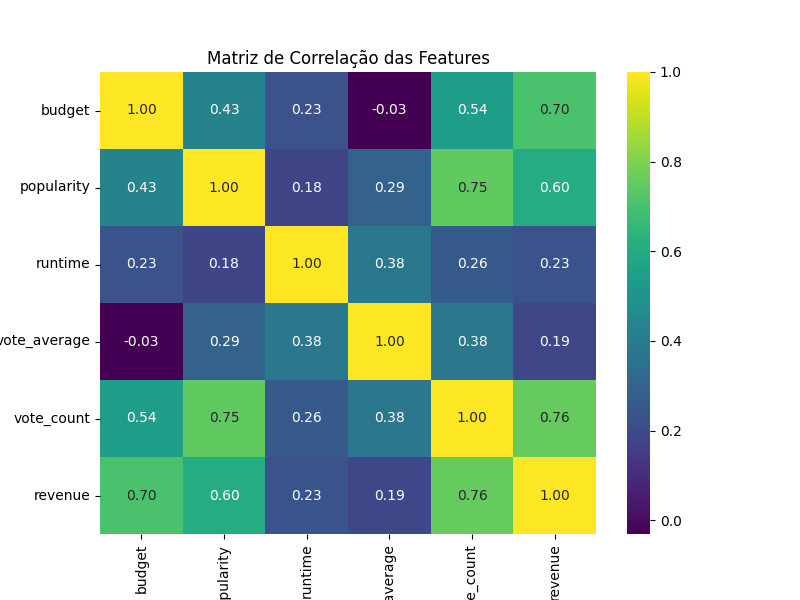 Matriz de Correlação das Features
budget 1.00 0.43 0.23 -0.03 0.54 0.70
popularity 0.43 1.00 0.18 0.29 0.75 0.60
runtime 0.23 0.18 1.00 0.38 0.26 0.23
vote_average -0.03 0.29 0.38 1.00 0.38 0.19
vote_count 0.54 0.75 0.26 0.38 1.00 0.76
revenue 0.70 0.60 0.23 0.19 0.76 1.00
budget
pularity
runtime
average
e_count
revenue
1.0
0.8
0.6
0.4
0.2
0.0